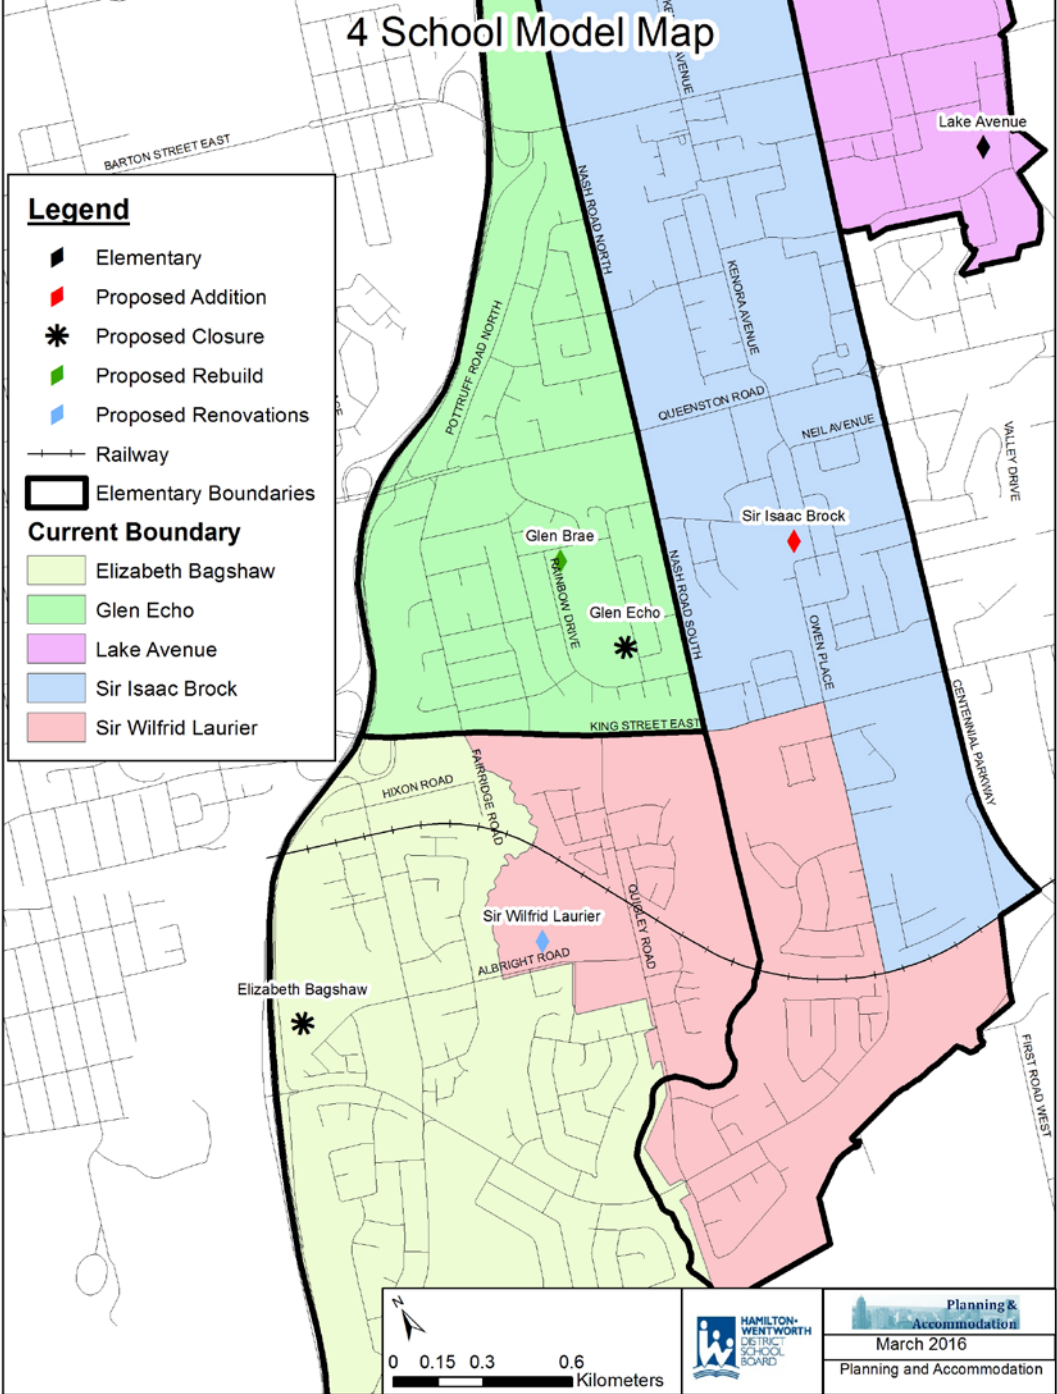 4 School Model Map
AVENUE
Lake Avenue
BARTON STREET EAST
NASH ROAD NORTH
KENORA AVENUE
Legend
Elementary
Proposed Addition
Proposed Closure
Proposed Rebuild
Proposed Renovations
Railway
Elementary Boundaries
Current Boundary
Elizabeth Bagshaw
Glen Echo
Lake Avenue
Sir Isaac Brock
Sir Wilfrid Laurier
POTTRUFF ROAD NORTH
QUEENSTON ROAD
NEIL AVENUE
VALLEY DRIVE
Sir Isaac Brock
Glen Brae
RAINBOW DRIVE
Glen Echo
NASH ROAD SOUTH
OWEN PLACE
CENTENNIAL PARKWAY
KING STREET EAST
HIXON ROAD
FAIRRIDGE ROAD
QUIGLEY ROAD
Sir Wilfrid Laurier
ALBRIGHT ROAD
Elizabeth Bagshaw
FIRST ROAD WEST
N
0 0.15 0.3 0.6
Kilometers
HAMILTON-
WENTWORTH
DISTRICT
SCHOOL
BOARD
Planning &
Accommodation
March 2016
Planning and Accommodation